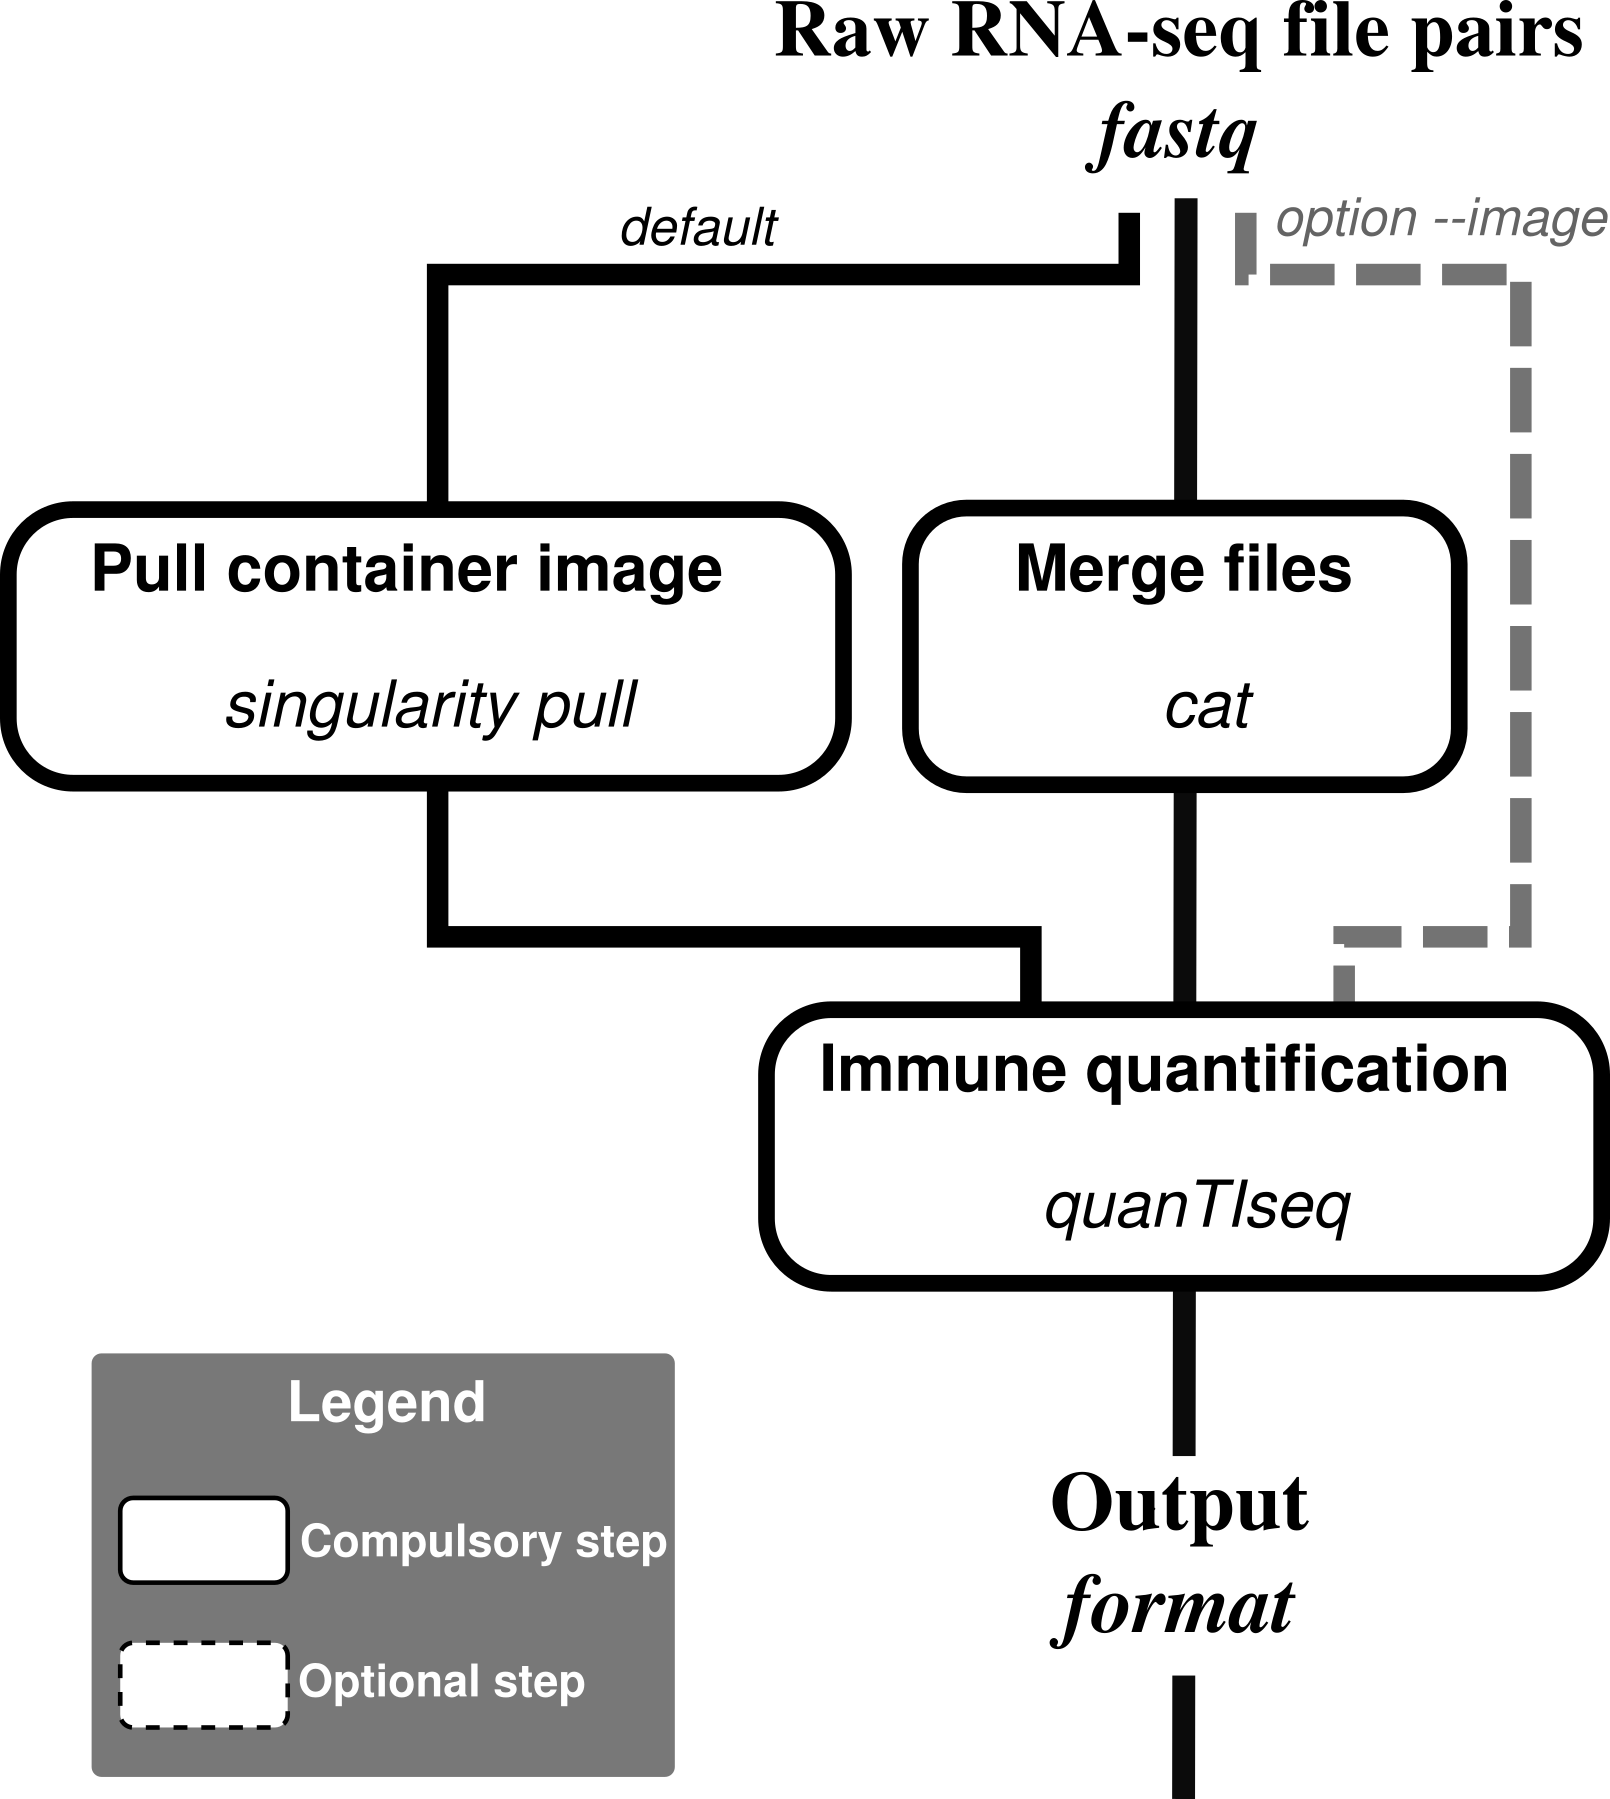 Raw RNA-seq file pairs
fastq
default
option --image
Pull container image
singularity pull
Merge files
cat
Immune quantification
quanTIseq
Legend
Compulsory step
Optional step
Output
format